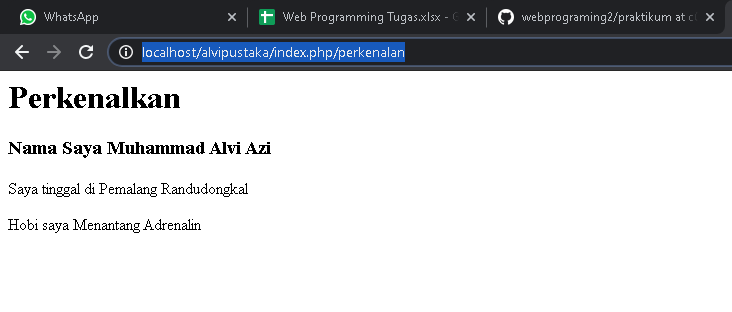 WhatsApp
Web Programming Tugas.xlsx - G
webprograming2/praktikum at
localhost/alvipustaka/index.php/perkenalan
Perkenalkan
Nama Saya Muhammad Alvi Azi
Saya tinggal di Pemalang Randudongkal
Hobi saya Menantang Adrenalin